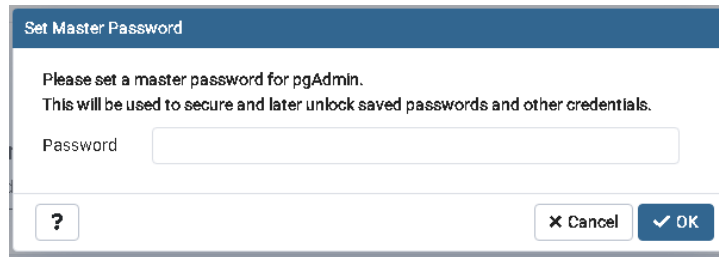 Set Master Password
Please set a master password for pgAdmin.
This will be used to secure and later unlock saved passwords and other credentials.
Password
?
Cancel
OK